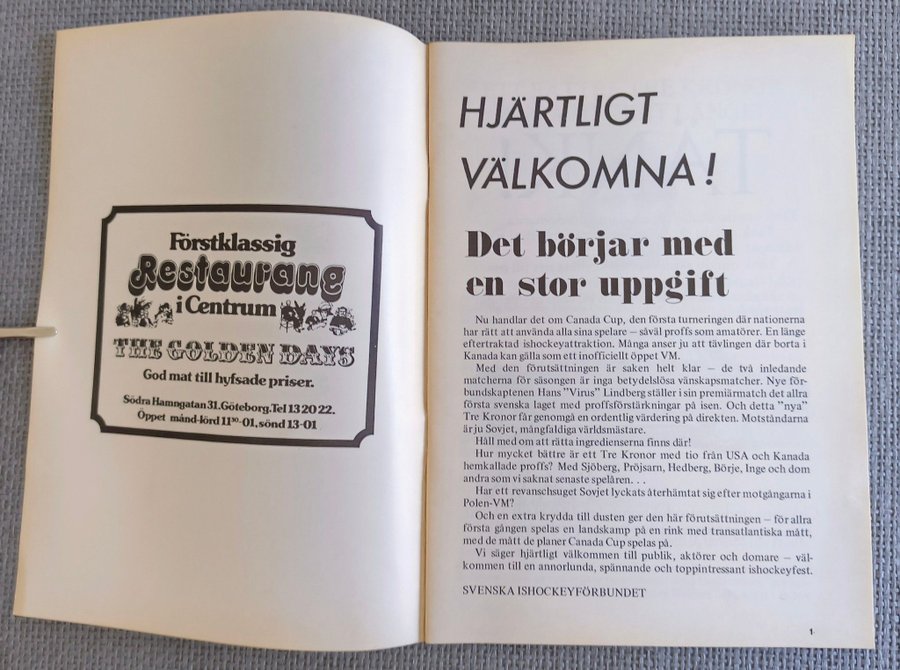 Förstklassig
Restaurang
i Centrum
THE GOLDEN DAYS
God mat till hyfsade priser.
Södra Hamngatan 31. Göteborg. Tel 13 20 22.
Öppet månd-lörd 11³⁰-01, sönd 13-01
HJÄRTLIGT
VÄLKOMNA!
Det börjar med
en stor uppgift
Nu handlar det om Canada Cup, den första turneringen där nationerna
har rätt att använda alla sina spelare – såväl proffs som amatörer. En länge
eftertraktad ishockeyattraktion. Många anser ju att tävlingen där borta i
Kanada kan gälla som ett inofficiellt öppet VM.
Med den förutsättningen är saken helt klar – de två inledande
matcherna för säsongen är inga betydelslösa vänskapsmatcher. Nye för-
bundskaptenen Hans "Virus" Lindberg ställer i sin premiärmatch det allra
första svenska laget med proffsförstärkningar på isen. Och detta "nya"
Tre Kronor får genomgå en ordentlig värdering på direkten. Motståndarna
är ju Sovjet, mångfaldiga världsmästare.
Håll med om att rätta ingredienserna finns där!
Hur mycket bättre är ett Tre Kronor med tio från USA och Kanada
hemkallade proffs? Med Sjöberg, Pröjsarn, Hedberg, Börje, Inge och dom
andra som vi saknat senaste spelåren. . .
Har ett revanschsuget Sovjet lyckats återhämtat sig efter motgångarna i
Polen-VM?
Och en extra krydda till dusten ger den här förutsättningen – för allra
första gången spelas en landskamp på en rink med transatlantiska mått,
med de mått de planer Canada Cup spelas på.
Vi säger hjärtligt välkommen till publik, aktörer och domare – väl-
kommen till en annorlunda, spännande och toppintressant ishockeyfest.
SVENSKA ISHOCKEYFÖRBUNDET
1